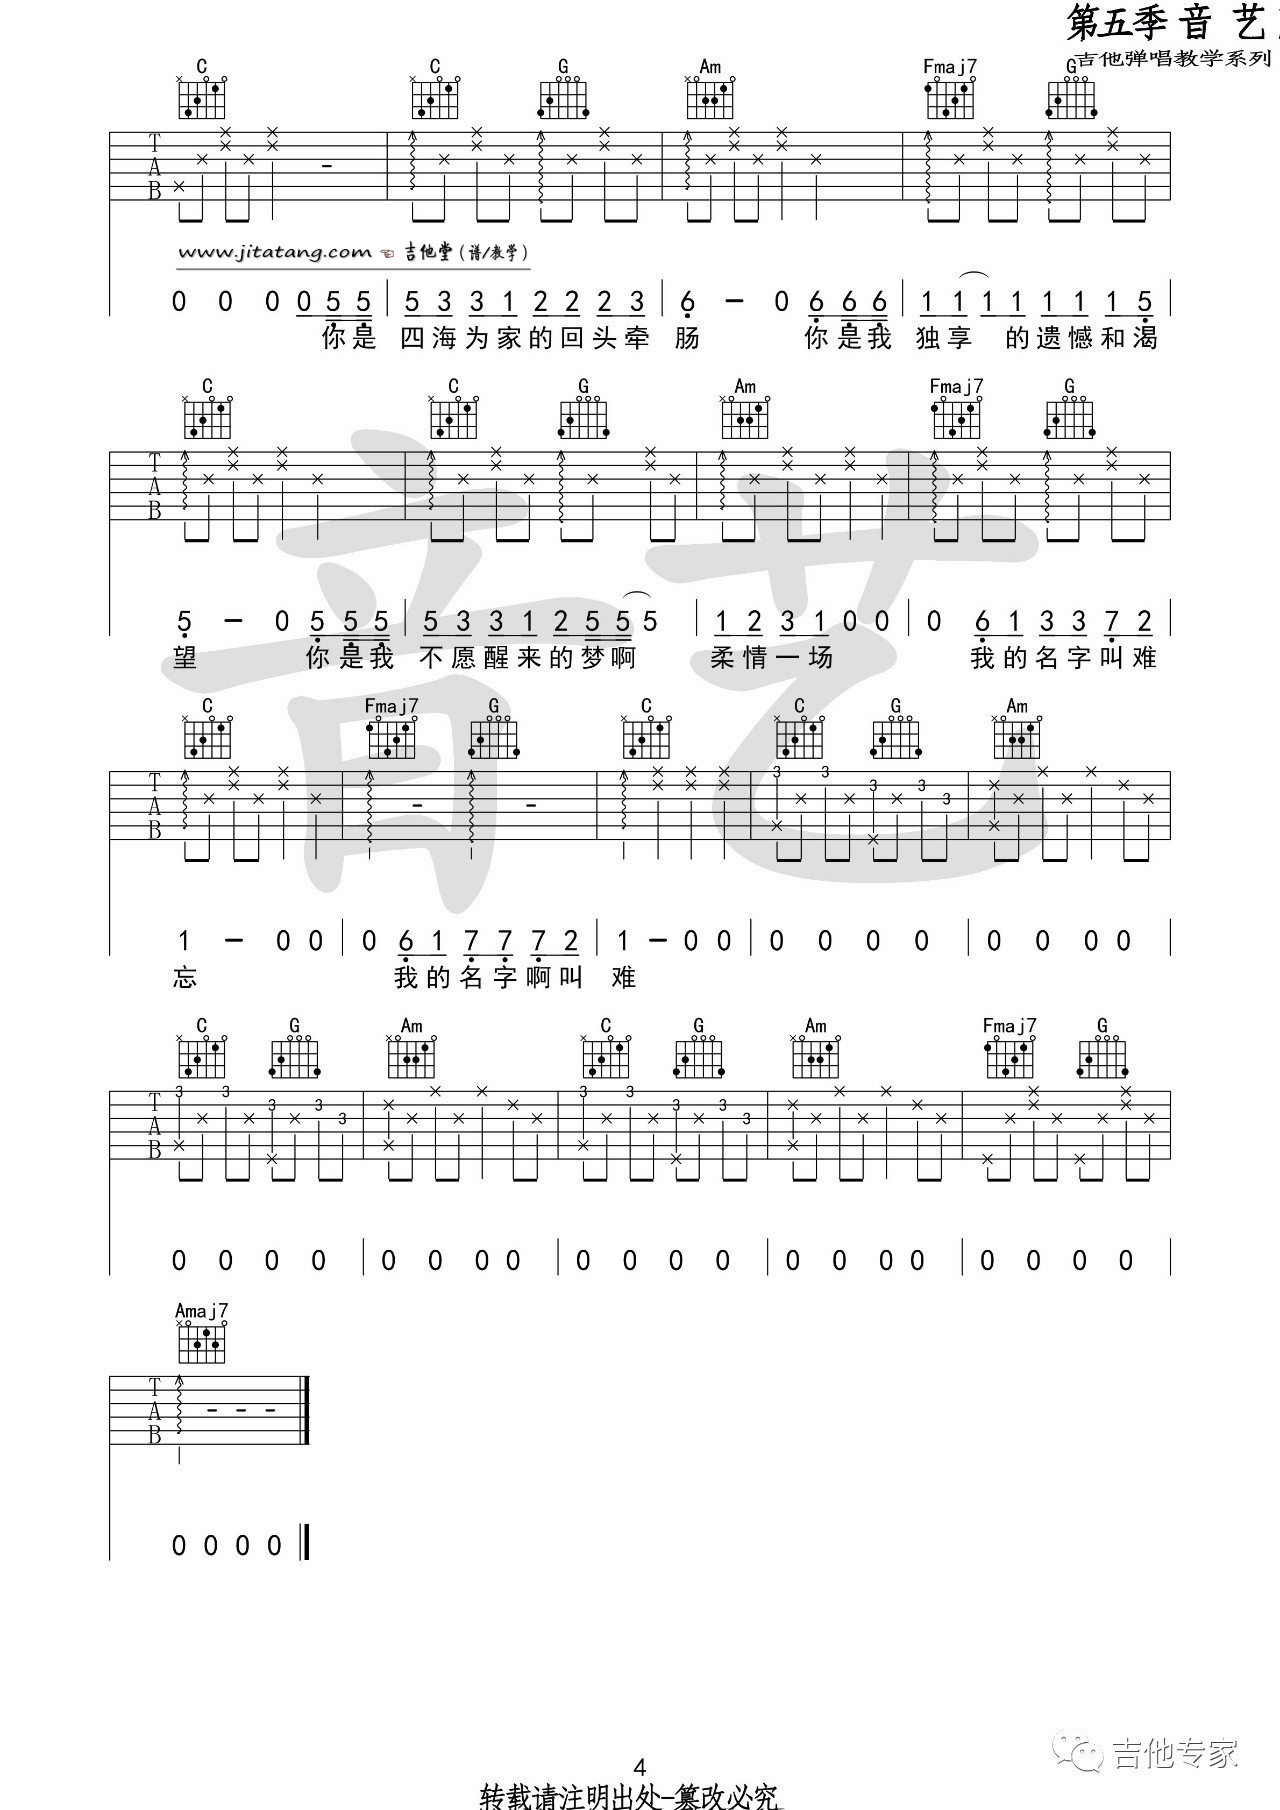 第五季 音 艺
吉他弹唱教学系列
C C G Am Fmaj7 G
T
A
B
www.jitatang.com ☜ 吉他堂(谱/教学)
0 0 0 0 5 5 5 3 3 1 2 2 2 3 6 - 0 6 6 6 1 1 1 1 1 1 1 5
你是 四海为家的回头牵 肠 你是我 独享 的遗憾和渴
C C G Am Fmaj7 G
T
A
B
5 - 0 5 5 5 5 3 3 1 2 5 5 5 1 2 3 1 0 0 0 6 1 3 3 7 2
望 你是我 不愿醒来的梦啊 柔情一场 我的名字叫难
C Fmaj7 G C C G Am
3 3 3 3 3
T
A
B
1 - 0 0 0 6 1 7 7 7 2 1 - 0 0 0 0 0 0 0 0 0 0
忘 我的名字啊叫 难
C G Am C G Am Fmaj7 G
3 3 3 3 3 3 3 3 3 3
T
A
B
0 0 0 0 0 0 0 0 0 0 0 0 0 0 0 0 0 0 0 0
Amaj7
T
A
B
0 0 0 0
音艺
吉他专家
4
转载请注明出处-篡改必究